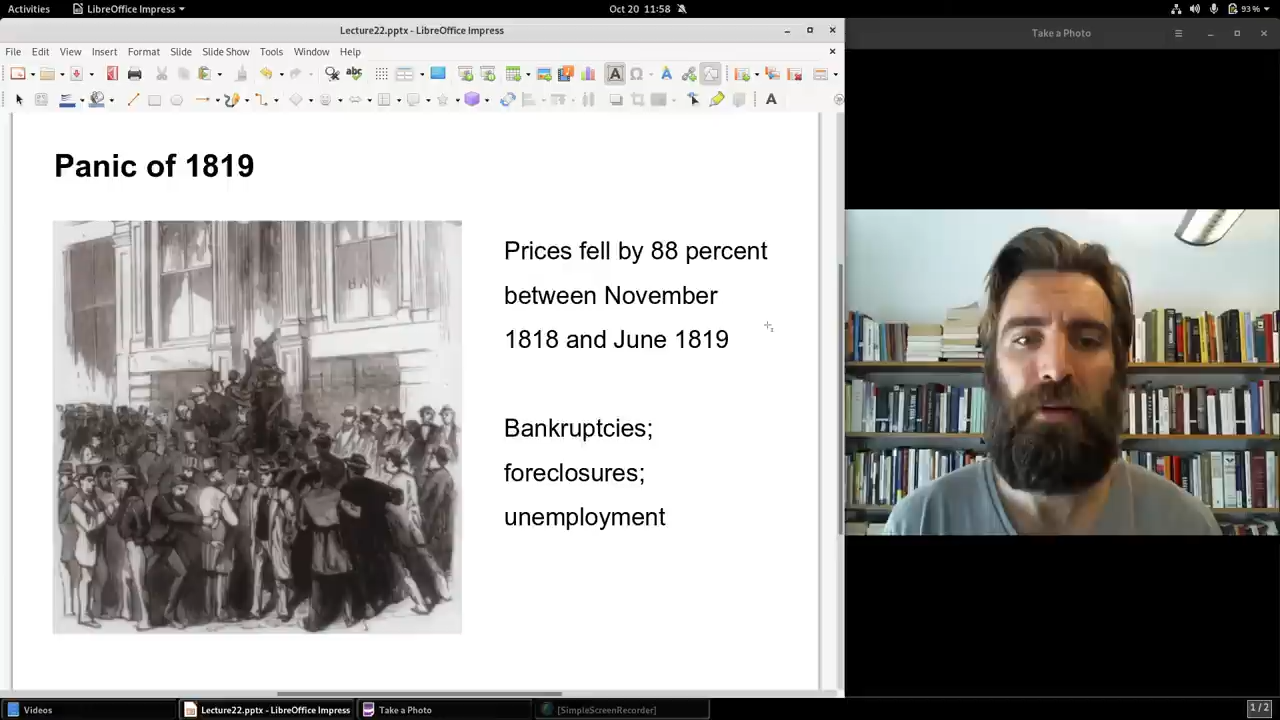 Activities
LibreOffice Impress
Oct 20 11:58
93 %
Lecture22.pptx - LibreOffice Impress
Take a Photo
File Edit View Insert Format Slide Slide Show Tools Window Help
Panic of 1819
BANK
Prices fell by 88 percent
between November
1818 and June 1819
Bankruptcies;
foreclosures;
unemployment
Videos
Lecture22.pptx - LibreOffice Impress
Take a Photo
[SimpleScreenRecorder]
1 / 2